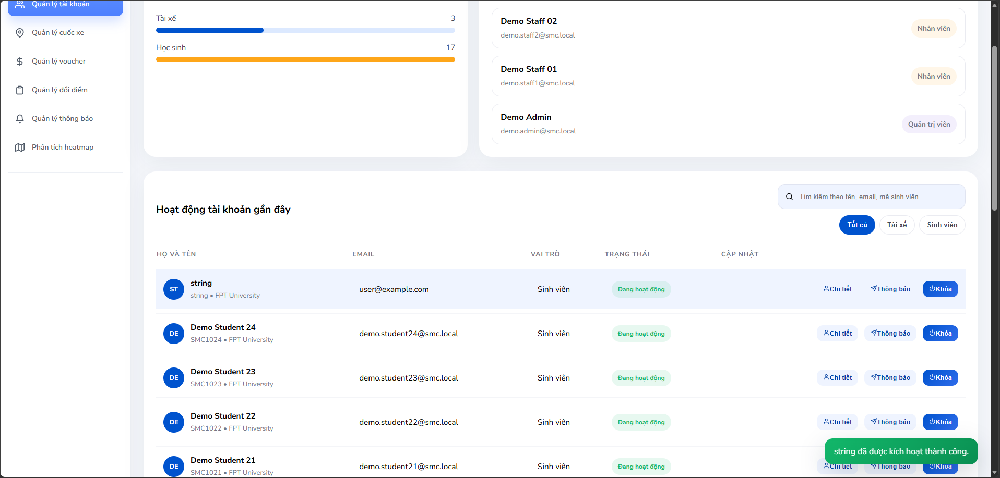 Quản lý tài khoản
Quản lý cuốc xe
Quản lý voucher
Quản lý đổi điểm
Quản lý thông báo
Phân tích heatmap
Tài xế 3
Học sinh 17
Demo Staff 02
demo.staff2@smc.local
Nhân viên
Demo Staff 01
demo.staff1@smc.local
Nhân viên
Demo Admin
demo.admin@smc.local
Quản trị viên
Hoạt động tài khoản gần đây
Tìm kiếm theo tên, email, mã sinh viên...
Tất cả Tài xế Sinh viên
HỌ VÀ TÊN EMAIL VAI TRÒ TRẠNG THÁI CẬP NHẬT
ST string user@example.com Sinh viên Đang hoạt động Chi tiết Thông báo Khóa
string • FPT University
DE Demo Student 24 demo.student24@smc.local Sinh viên Đang hoạt động Chi tiết Thông báo Khóa
SMC1024 • FPT University
DE Demo Student 23 demo.student23@smc.local Sinh viên Đang hoạt động Chi tiết Thông báo Khóa
SMC1023 • FPT University
DE Demo Student 22 demo.student22@smc.local Sinh viên Đang hoạt động Chi tiết Thông báo Khóa
SMC1022 • FPT University
string đã được kích hoạt thành công.
DE Demo Student 21 demo.student21@smc.local Sinh viên Đang hoạt động Chi tiết Thông báo Khóa
SMC1021 • FPT University